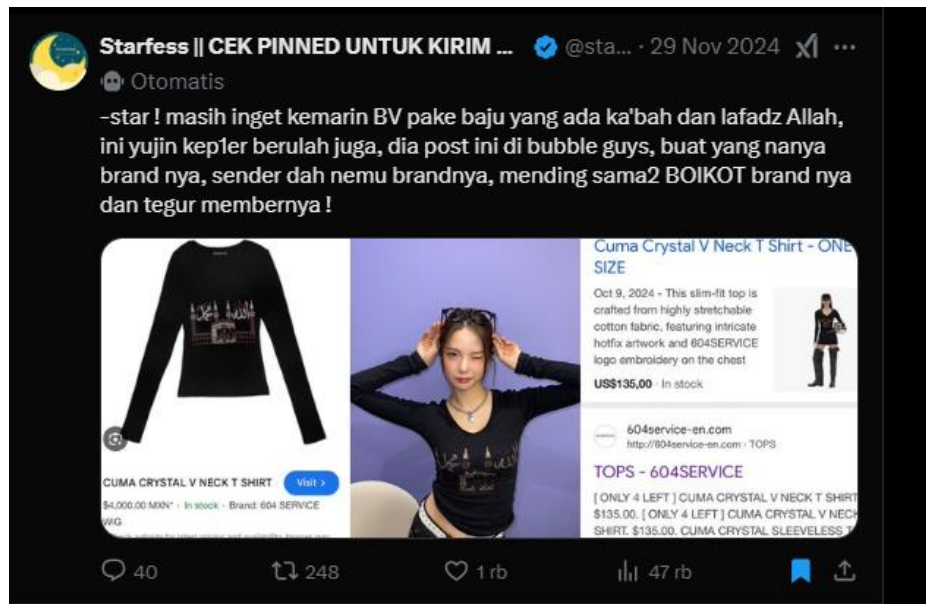 Starfess || CEK PINNED UNTUK KIRIM ... @sta... · 29 Nov 2024 ...
Otomatis
-star ! masih inget kemarin BV pake baju yang ada ka'bah dan lafadz Allah,
ini yujin kep1er berulah juga, dia post ini di bubble guys, buat yang nanya
brand nya, sender dah nemu brandnya, mending sama2 BOIKOT brand nya
dan tegur membernya !
CUMA CRYSTAL V NECK T SHIRT Visit >
$4,000.00 MXN* · In stock · Brand: 604 SERVICE
WIG
Cuma Crystal V Neck T Shirt - ONE
SIZE
Oct 9, 2024 - This slim-fit top is
crafted from highly stretchable
cotton fabric, featuring intricate
hotfix artwork and 604SERVICE
logo embroidery on the chest
US$135,00 · In stock
604service-en.com
http://604service-en.com · TOPS
TOPS - 604SERVICE
[ ONLY 4 LEFT ] CUMA CRYSTAL V NECK T SHIRT
$135.00. [ ONLY 4 LEFT ] CUMA CRYSTAL V NECK
SHIRT. $135.00. CUMA CRYSTAL SLEEVELESS T
40 248 1 rb 47 rb